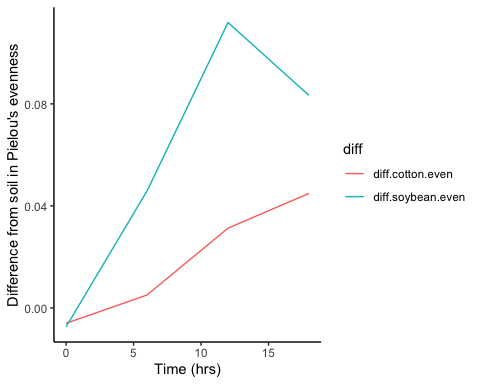 Difference from soil in Pielou's evenness
0.08
0.04
0.00
0
5
10
15
Time (hrs)
diff
diff.cotton.even
diff.soybean.even